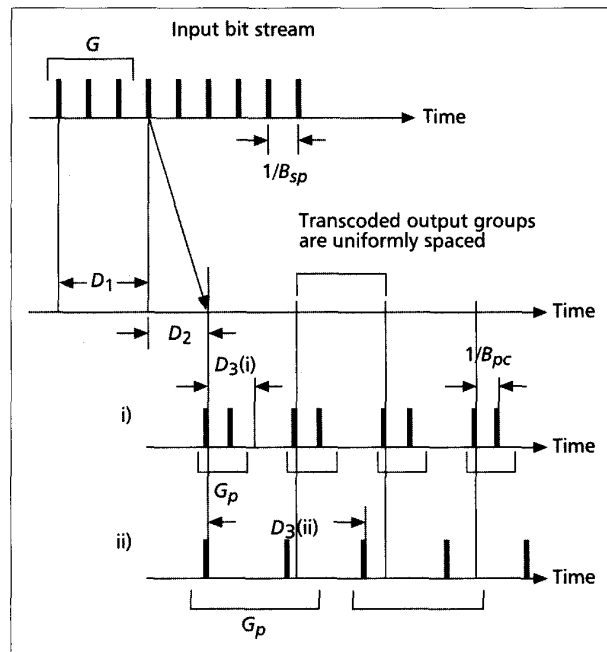 Input bit stream
G
Time
1/Bsp
Transcoded output groups
are uniformly spaced
D1
Time
D2
D3(i)
1/Bpc
i)
Time
Gp
D3(ii)
ii)
Time
Gp